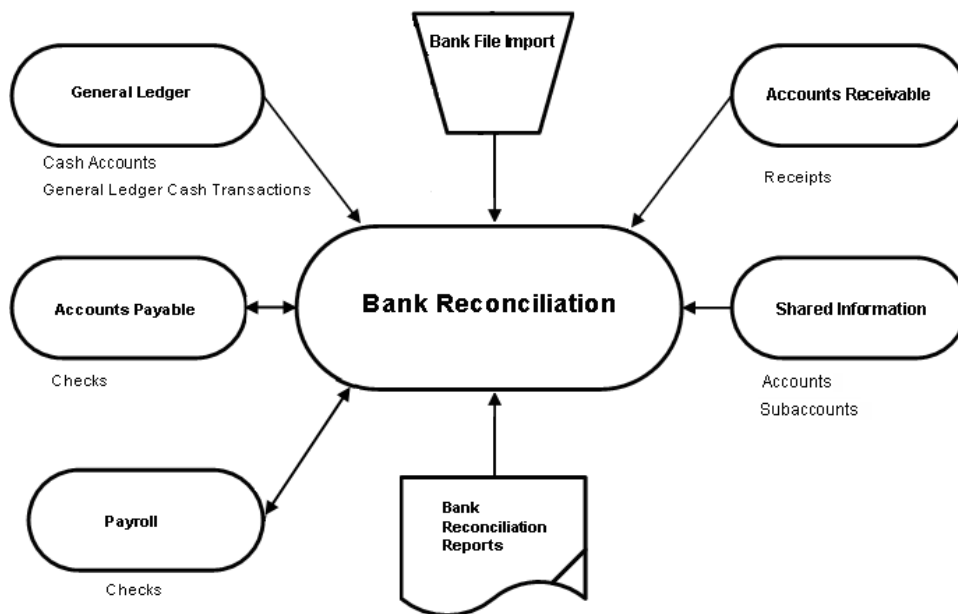 Bank File Import
General Ledger
Accounts Receivable
Cash Accounts
General Ledger Cash Transactions
Receipts
Bank Reconciliation
Accounts Payable
Shared Information
Checks
Accounts
Subaccounts
Payroll
Bank
Reconciliation
Reports
Checks